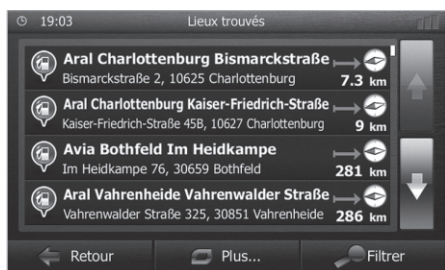 19:03 Lieux trouvés
Aral Charlottenburg Bismarckstraße
Bismarckstraße 2, 10625 Charlottenburg 7.3 km
Aral Charlottenburg Kaiser-Friedrich-Straße
Kaiser-Friedrich-Straße 45B, 10627 Charlottenburg 9 km
Avia Bothfeld Im Heidkampe
Im Heidkampe 76, 30659 Bothfeld 281 km
Aral Vahrenheide Vahrenwalder Straße
Vahrenwalder Straße 325, 30851 Vahrenheide 286 km
Retour Plus... Filtrer